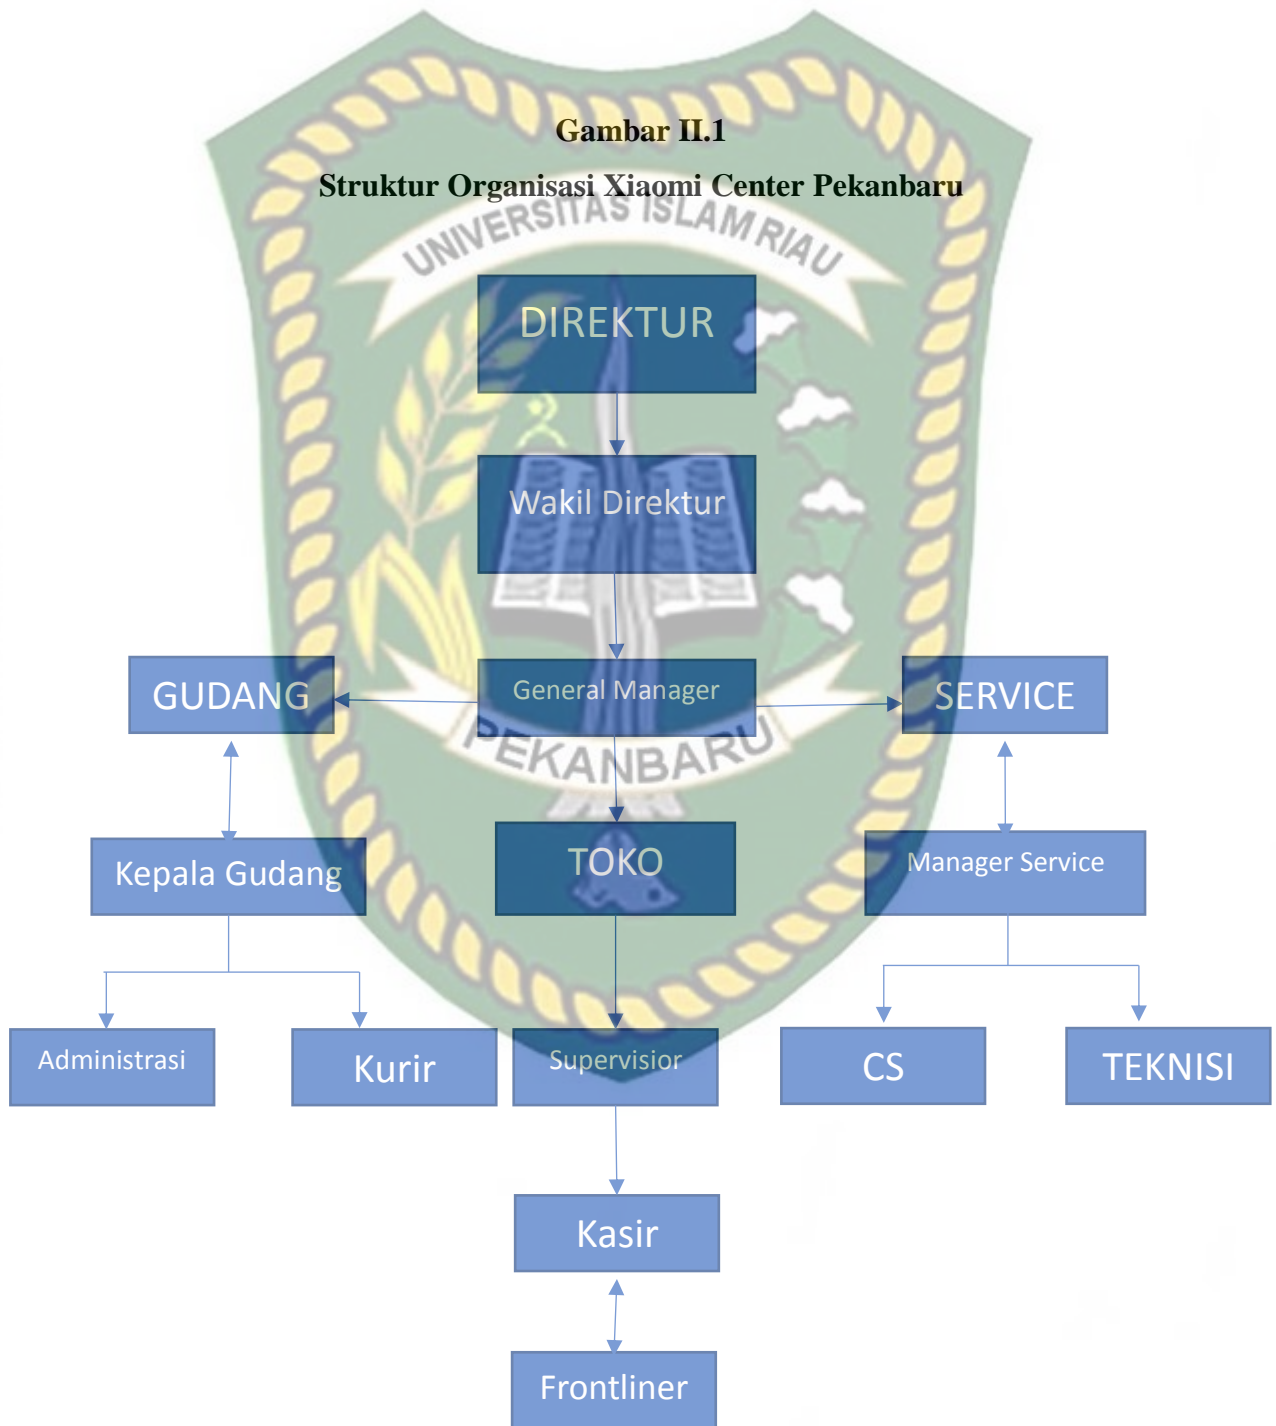 Gambar II.1
Struktur Organisasi Xiaomi Center Pekanbaru
UNIVERSITAS ISLAM RIAU
DIREKTUR
Wakil Direktur
GUDANG
General Manager
SERVICE
PEKANBARU
Kepala Gudang
TOKO
Manager Service
Administrasi
Kurir
Supervisior
CS
TEKNISI
Kasir
Frontliner